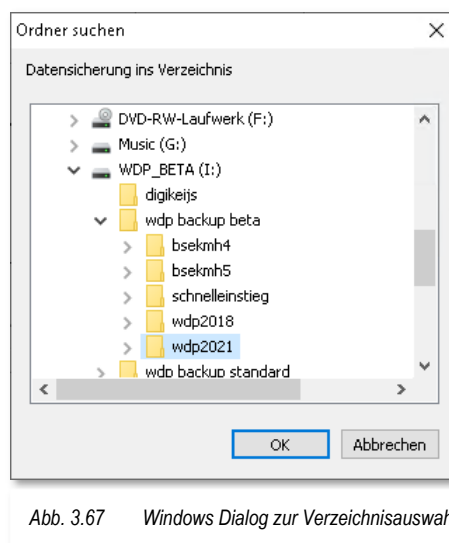 Ordner suchen
Datensicherung ins Verzeichnis
DVD-RW-Laufwerk (F:)
Music (G:)
WDP_BETA (I:)
digikeijs
wdp backup beta
bsekmh4
bsekmh5
schnelleinstieg
wdp2018
wdp2021
wdp backup standard
OK Abbrechen
Abb. 3.67 Windows Dialog zur Verzeichnisauswah